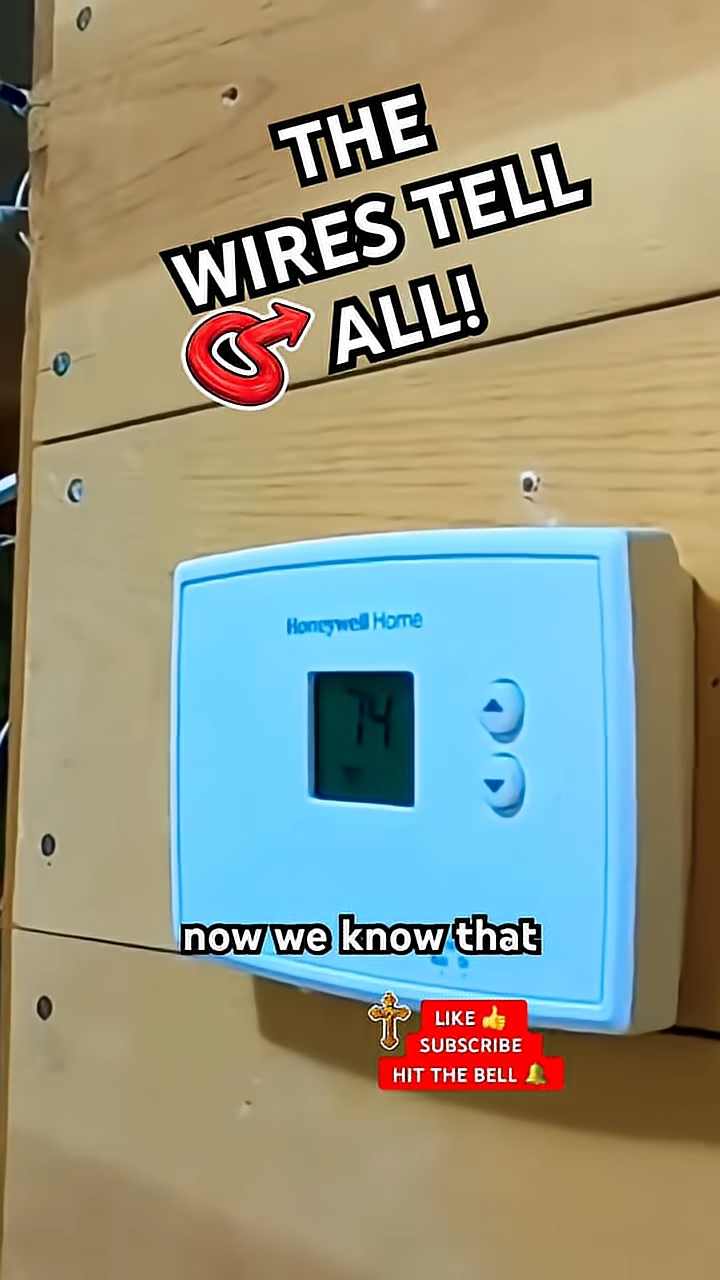 THE
WIRES TELL
ALL!
Honeywell Home
74
now we know that
LIKE 👍
SUBSCRIBE
HIT THE BELL 🔔